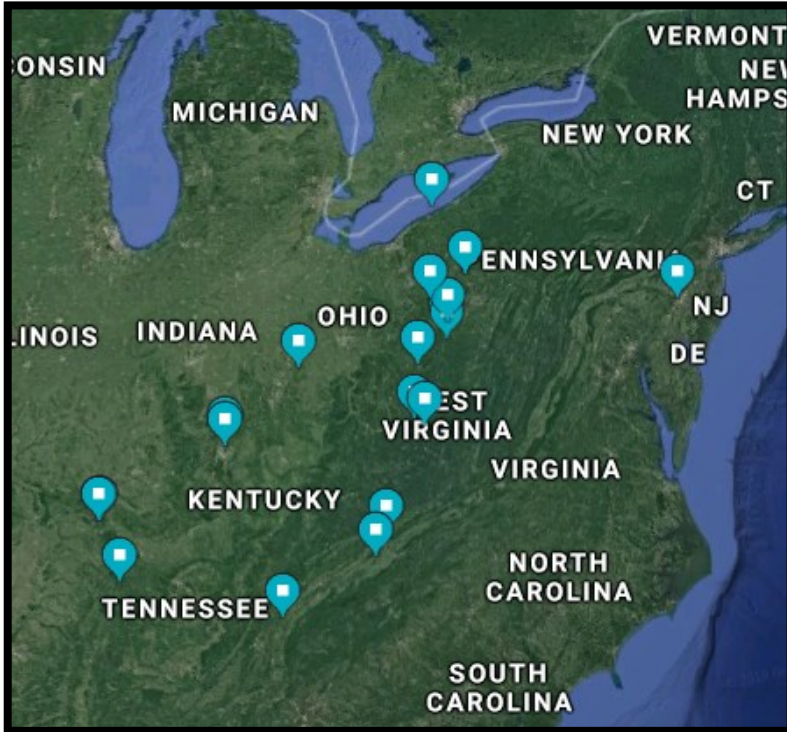 VERMONT
ONSIN
NEW
HAMPS
MICHIGAN
NEW YORK
CT
ENNSYLVANIA
OHIO
NJ
INDIANA
LINOIS
DE
EST
VIRGINIA
VIRGINIA
KENTUCKY
NORTH
CAROLINA
TENNESSEE
SOUTH
CAROLINA